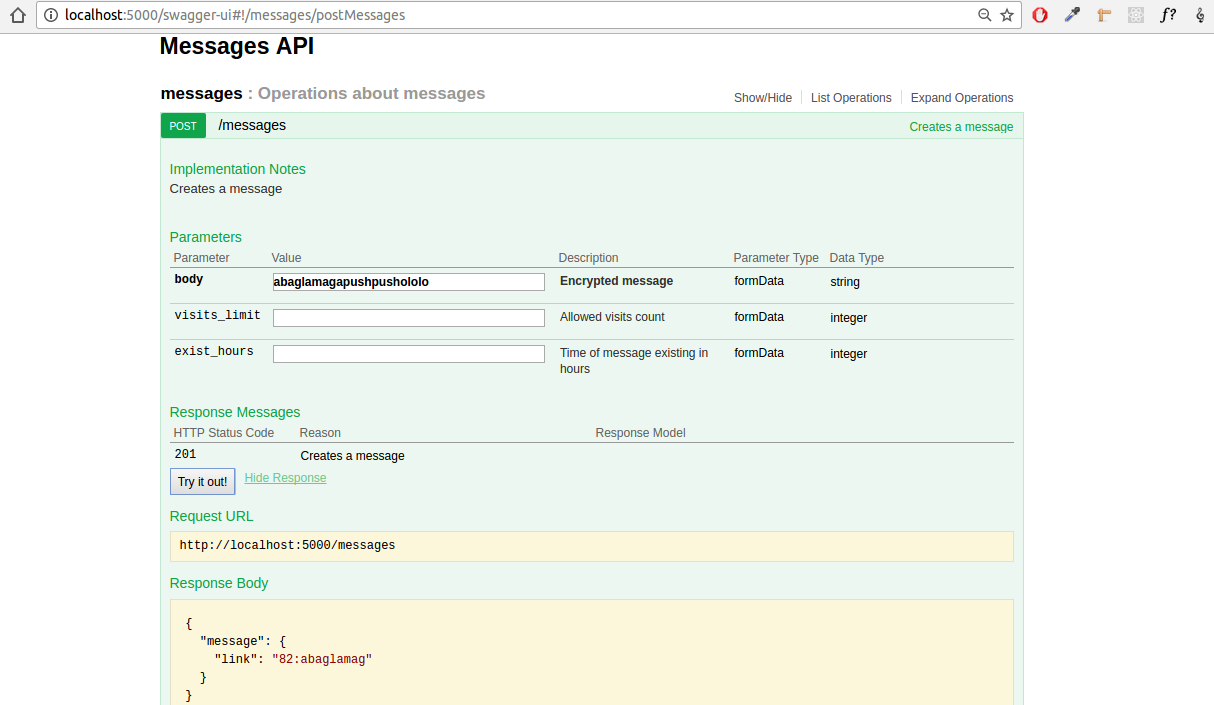 localhost:5000/swagger-ui#!/messages/postMessages
f?
Messages API
messages : Operations about messages
Show/Hide List Operations Expand Operations
POST /messages Creates a message
Implementation Notes
Creates a message
Parameters
Parameter Value Description Parameter Type Data Type
body abaglamagapushpushololo Encrypted message formData string
visits_limit Allowed visits count formData integer
exist_hours Time of message existing in formData integer
hours
Response Messages
HTTP Status Code Reason Response Model
201 Creates a message
Try it out! Hide Response
Request URL
http://localhost:5000/messages
Response Body
{
"message": {
"link": "82:abaglamag"
}
}